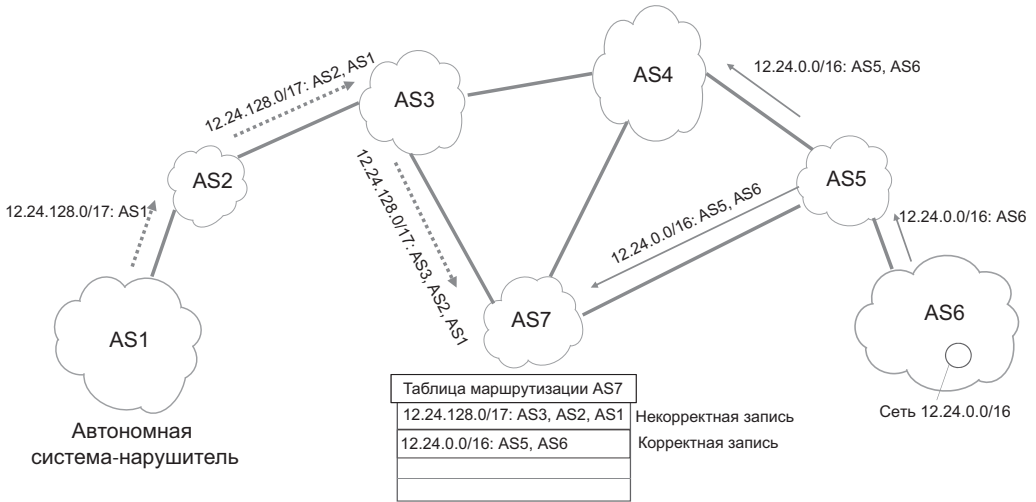 12.24.128.0/17: AS2, AS1
AS3
AS4
12.24.0.0/16: AS5, AS6
AS2
12.24.128.0/17: AS1
12.24.128.0/17: AS3, AS2, AS1
12.24.0.0/16: AS5, AS6
AS5
12.24.0.0/16: AS6
AS1
AS7
AS6
Сеть 12.24.0.0/16
Автономная
система-нарушитель
Таблица маршрутизации AS7
12.24.128.0/17: AS3, AS2, AS1
Некорректная запись
12.24.0.0/16: AS5, AS6
Корректная запись